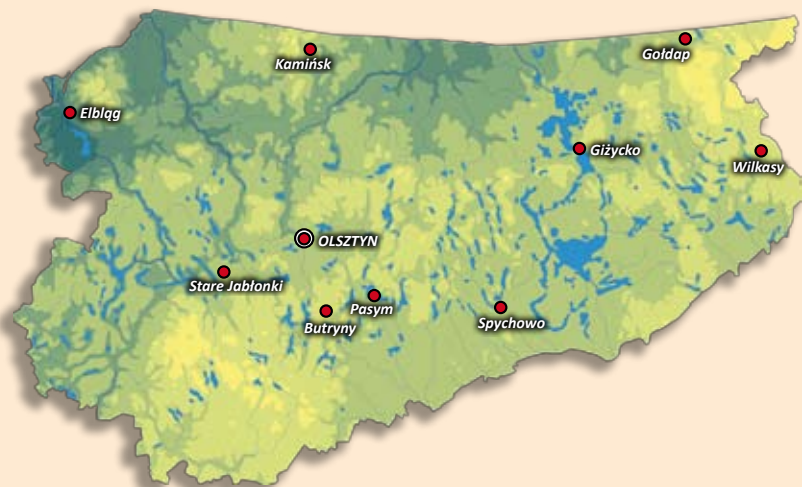 Kamińsk
Gołdap
Elbląg
Giżycko
Wilkasy
OLSZTYN
Stare Jabłonki
Pasym
Butryny
Spychowo